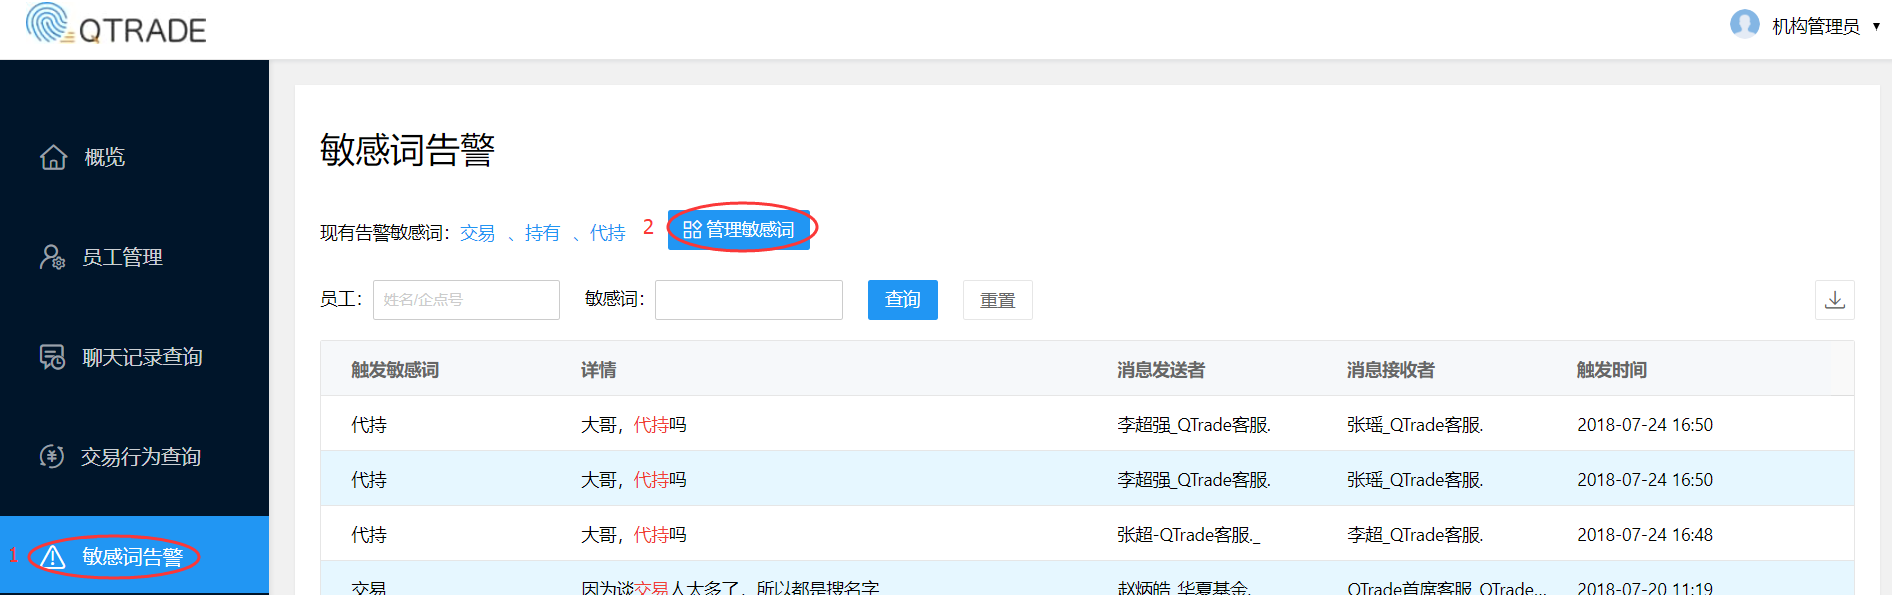 QTRADE
机构管理员
概览
员工管理
聊天记录查询
交易行为查询
1 敏感词告警
敏感词告警
现有告警敏感词: 交易 、持有 、代持 2 管理敏感词
员工: 姓名/企点号 敏感词: 查询 重置
触发敏感词 详情 消息发送者 消息接收者 触发时间
代持 大哥，代持吗 李超强_QTrade客服. 张瑶_QTrade客服. 2018-07-24 16:50
代持 大哥，代持吗 李超强_QTrade客服. 张瑶_QTrade客服. 2018-07-24 16:50
代持 大哥，代持吗 张超-QTrade客服._ 李超_QTrade客服. 2018-07-24 16:48
交易 因为谈交易人太多了，所以都是搜名字 赵炳皓_华夏基金. QTrade首席客服_QTrade... 2018-07-20 11:19